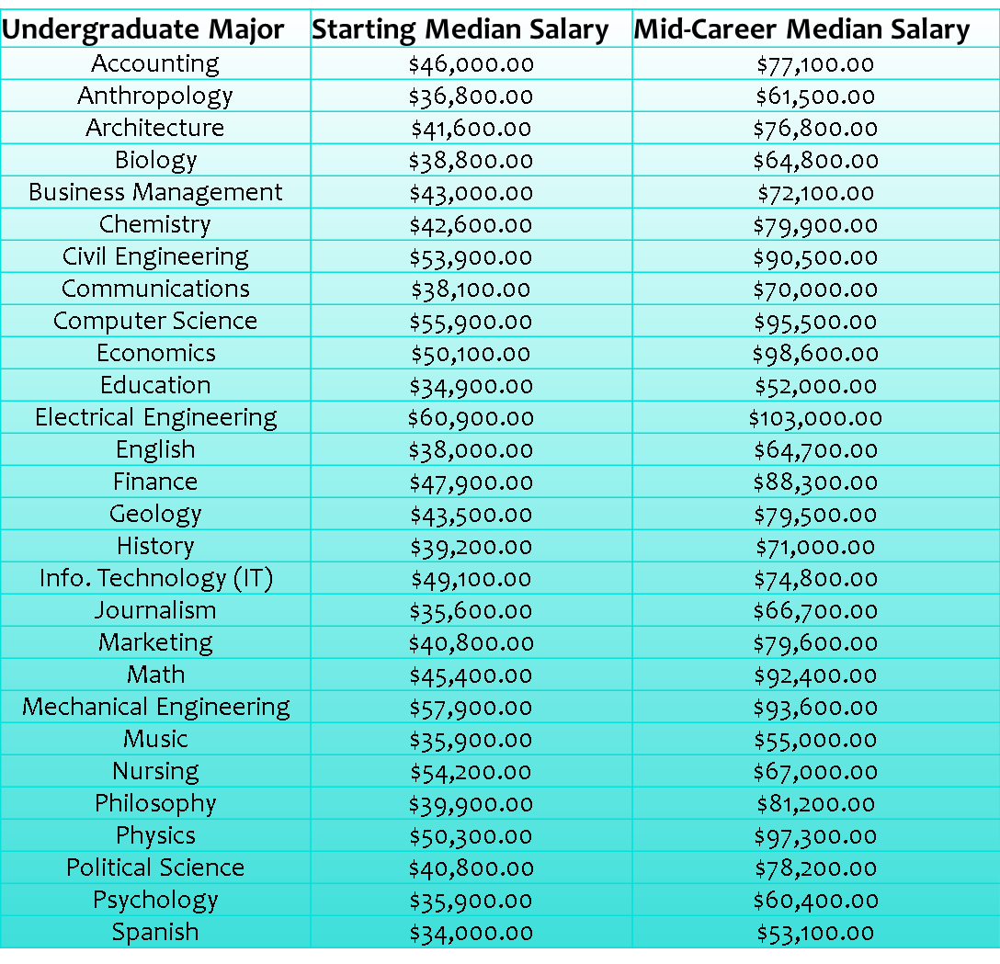 Undergraduate Major Starting Median Salary Mid-Career Median Salary
Accounting $46,000.00 $77,100.00
Anthropology $36,800.00 $61,500.00
Architecture $41,600.00 $76,800.00
Biology $38,800.00 $64,800.00
Business Management $43,000.00 $72,100.00
Chemistry $42,600.00 $79,900.00
Civil Engineering $53,900.00 $90,500.00
Communications $38,100.00 $70,000.00
Computer Science $55,900.00 $95,500.00
Economics $50,100.00 $98,600.00
Education $34,900.00 $52,000.00
Electrical Engineering $60,900.00 $103,000.00
English $38,000.00 $64,700.00
Finance $47,900.00 $88,300.00
Geology $43,500.00 $79,500.00
History $39,200.00 $71,000.00
Info. Technology (IT) $49,100.00 $74,800.00
Journalism $35,600.00 $66,700.00
Marketing $40,800.00 $79,600.00
Math $45,400.00 $92,400.00
Mechanical Engineering $57,900.00 $93,600.00
Music $35,900.00 $55,000.00
Nursing $54,200.00 $67,000.00
Philosophy $39,900.00 $81,200.00
Physics $50,300.00 $97,300.00
Political Science $40,800.00 $78,200.00
Psychology $35,900.00 $60,400.00
Spanish $34,000.00 $53,100.00